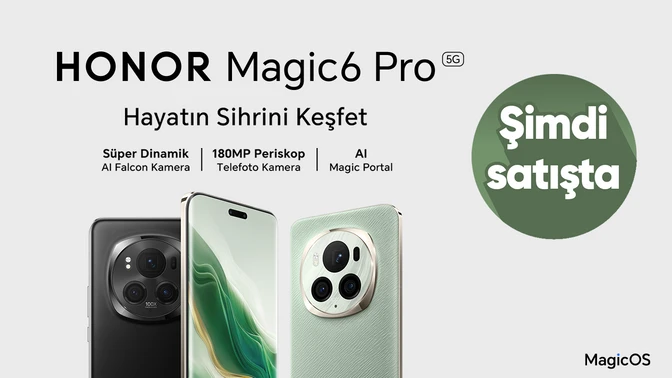 HONOR Magic6 Pro 5G
Hayatın Sihrini Keşfet
Süper Dinamik
AI Falcon Kamera
180MP Periskop
Telefoto Kamera
AI
Magic Portal
Şimdi
satışta
100X
MagicOS